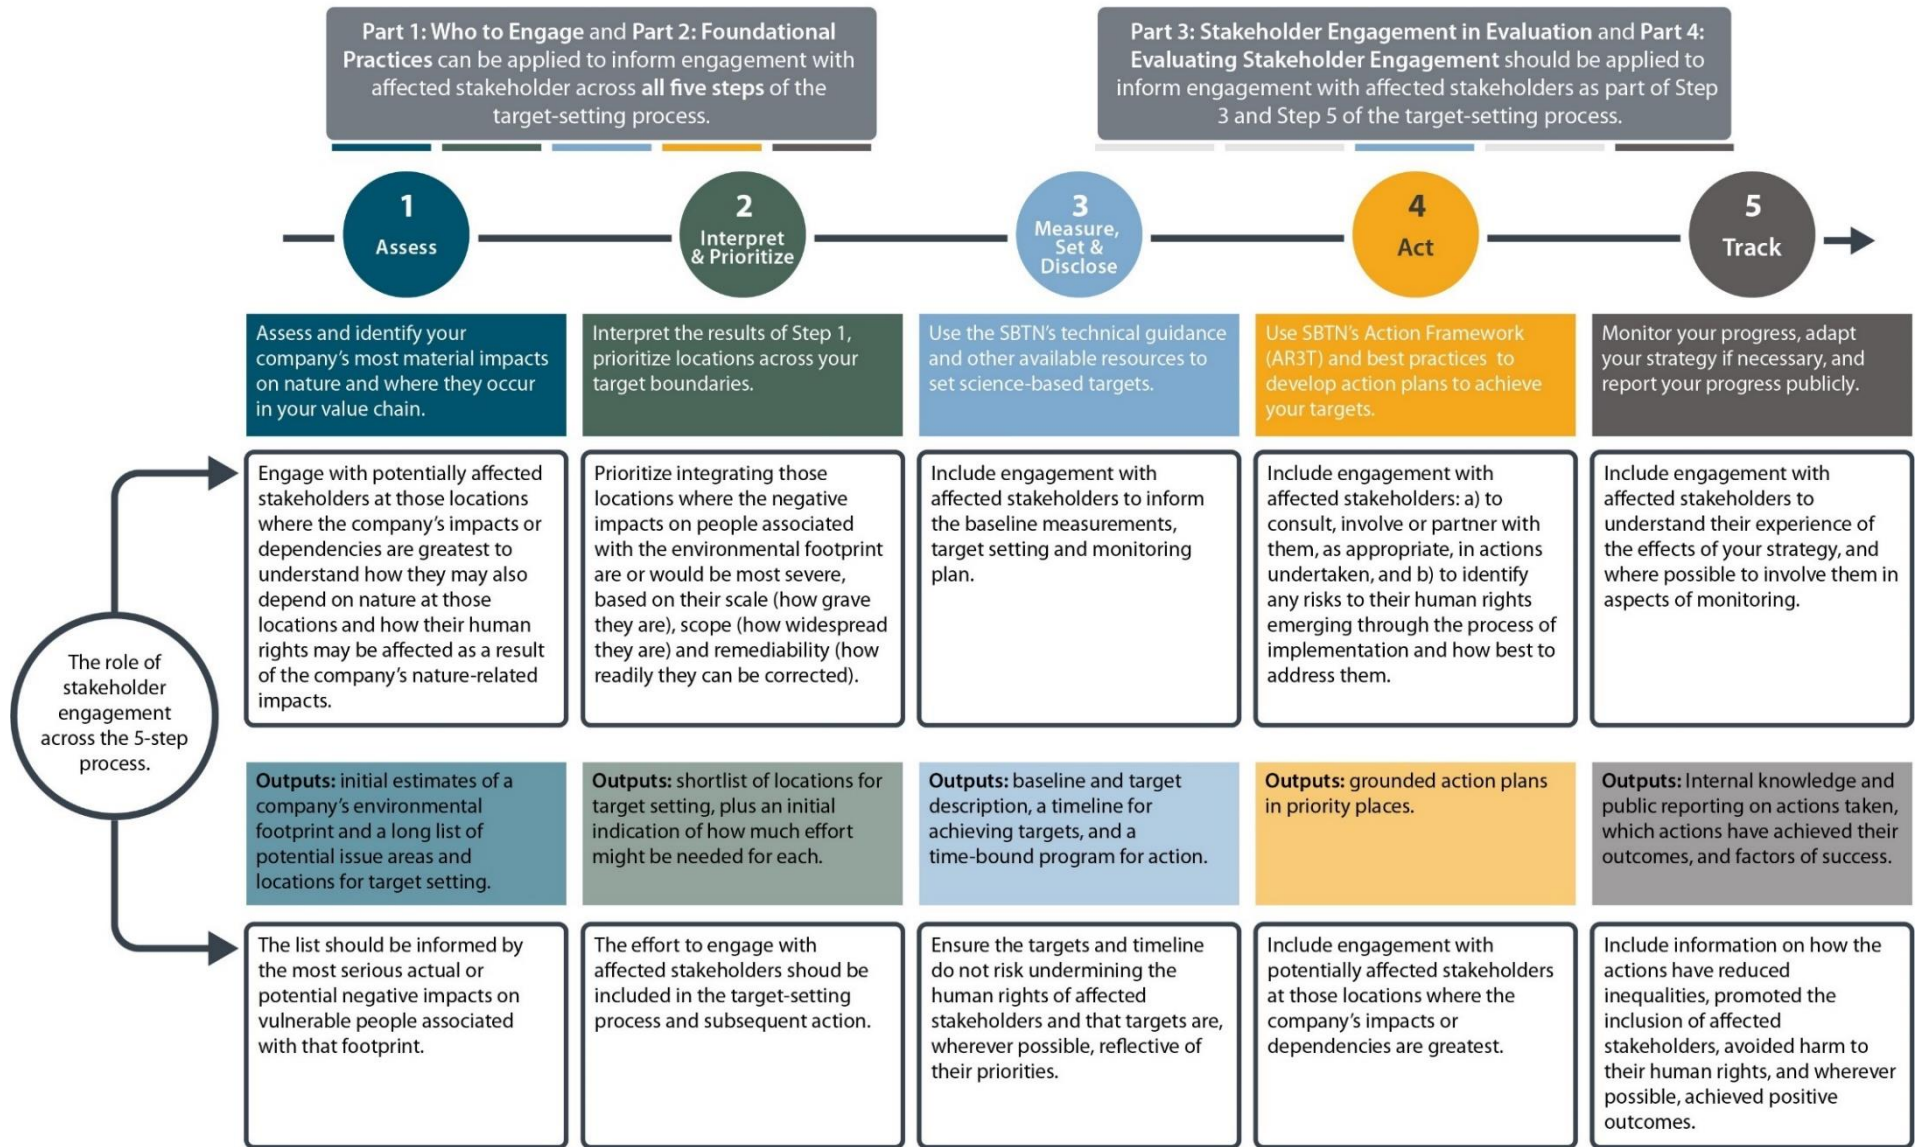 Part 1: Who to Engage and Part 2: Foundational
Practices can be applied to inform engagement with
affected stakeholder across all five steps of the
target-setting process.
Part 3: Stakeholder Engagement in Evaluation and Part 4:
Evaluating Stakeholder Engagement should be applied to
inform engagement with affected stakeholders as part of Step
3 and Step 5 of the target-setting process.
1
Assess
2
Interpret
& Prioritize
3
Measure,
Set &
Disclose
4
Act
5
Track
Assess and identify your
company's most material impacts
on nature and where they occur
in your value chain.
Interpret the results of Step 1,
prioritize locations across your
target boundaries.
Use the SBTN's technical guidance
and other available resources to
set science-based targets.
Use SBTN's Action Framework
(AR3T) and best practices to
develop action plans to achieve
your targets.
Monitor your progress, adapt
your strategy if necessary, and
report your progress publicly.
The role of
stakeholder
engagement
across the 5-step
process.
Engage with potentially affected
stakeholders at those locations
where the company's impacts or
dependencies are greatest to
understand how they may also
depend on nature at those
locations and how their human
rights may be affected as a result
of the company's nature-related
impacts.
Prioritize integrating those
locations where the negative
impacts on people associated
with the environmental footprint
are or would be most severe,
based on their scale (how grave
they are), scope (how widespread
they are) and remediability (how
readily they can be corrected).
Include engagement with
affected stakeholders to inform
the baseline measurements,
target setting and monitoring
plan.
Include engagement with
affected stakeholders: a) to
consult, involve or partner with
them, as appropriate, in actions
undertaken, and b) to identify
any risks to their human rights
emerging through the process of
implementation and how best to
address them.
Include engagement with
affected stakeholders to
understand their experience of
the effects of your strategy, and
where possible to involve them in
aspects of monitoring.
Outputs: initial estimates of a
company's environmental
footprint and a long list of
potential issue areas and
locations for target setting.
Outputs: shortlist of locations for
target setting, plus an initial
indication of how much effort
might be needed for each.
Outputs: baseline and target
description, a timeline for
achieving targets, and a
time-bound program for action.
Outputs: grounded action plans
in priority places.
Outputs: Internal knowledge and
public reporting on actions taken,
which actions have achieved their
outcomes, and factors of success.
The list should be informed by
the most serious actual or
potential negative impacts on
vulnerable people associated
with that footprint.
The effort to engage with
affected stakeholders shoud be
included in the target-setting
process and subsequent action.
Ensure the targets and timeline
do not risk undermining the
human rights of affected
stakeholders and that targets are,
wherever possible, reflective of
their priorities.
Include engagement with
potentially affected stakeholders
at those locations where the
company's impacts or
dependencies are greatest.
Include information on how the
actions have reduced
inequalities, promoted the
inclusion of affected
stakeholders, avoided harm to
their human rights, and wherever
possible, achieved positive
outcomes.